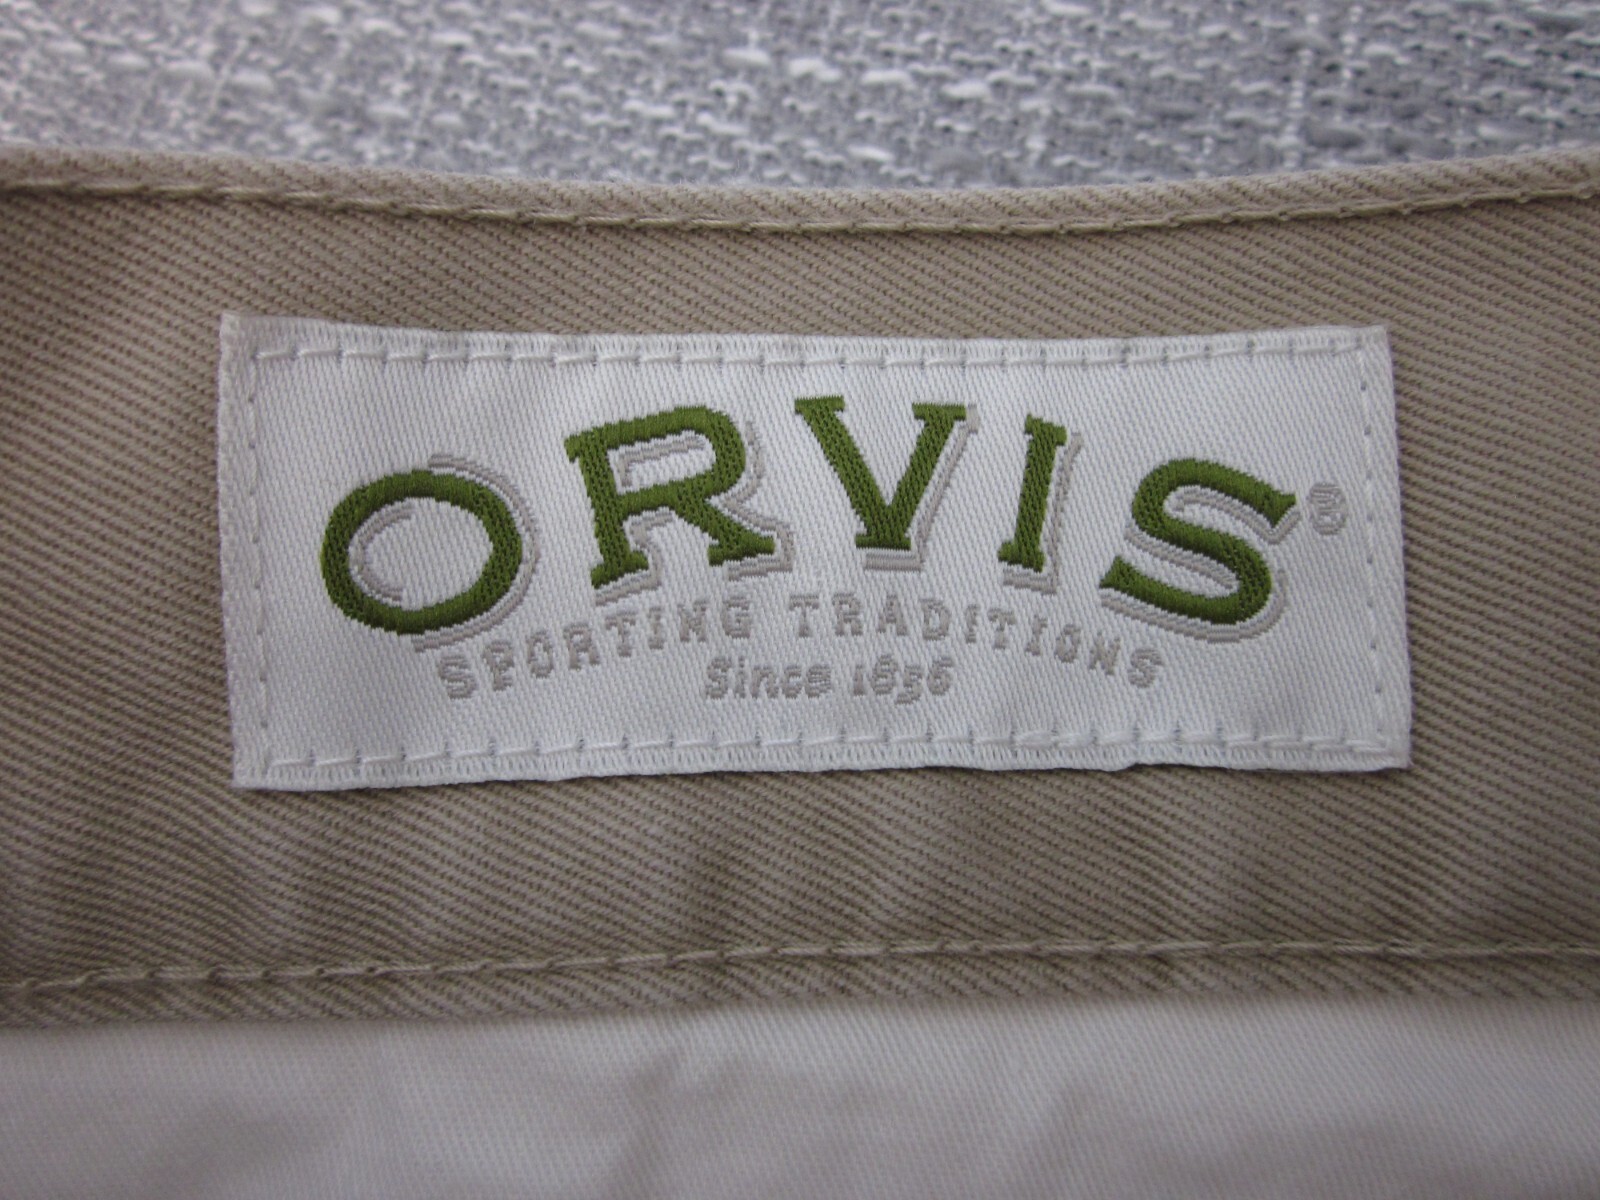 ORVIS®
SPORTING TRADITIONS
Since 1856